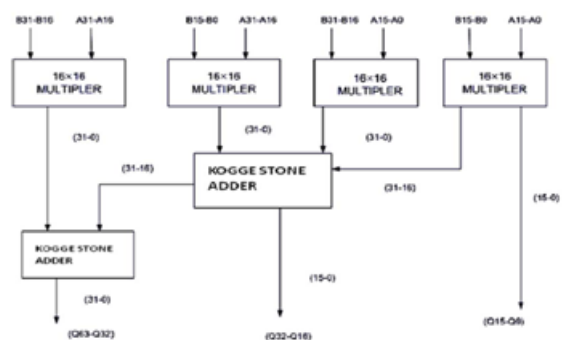 B31-B16 A31-A16 B15-B0 A31-A16 B31-B16 A15-A0 B15-B0 A15-A0
16×16
MULTIPLER
16×16
MULTIPLER
16×16
MULTIPLER
16×16
MULTIPLER
(31-0) (31-0) (31-0)
(31-16)
KOGGE STONE
ADDER
(31-16)
(15-0)
KOGGE STONE
ADDER
(15-0)
(31-0)
(Q63-Q32) (Q32-Q16) (Q15-Q0)